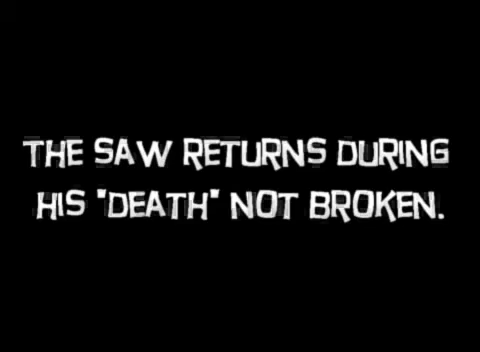 THE SAW RETURNS DURING
HIS "DEATH" NOT BROKEN.